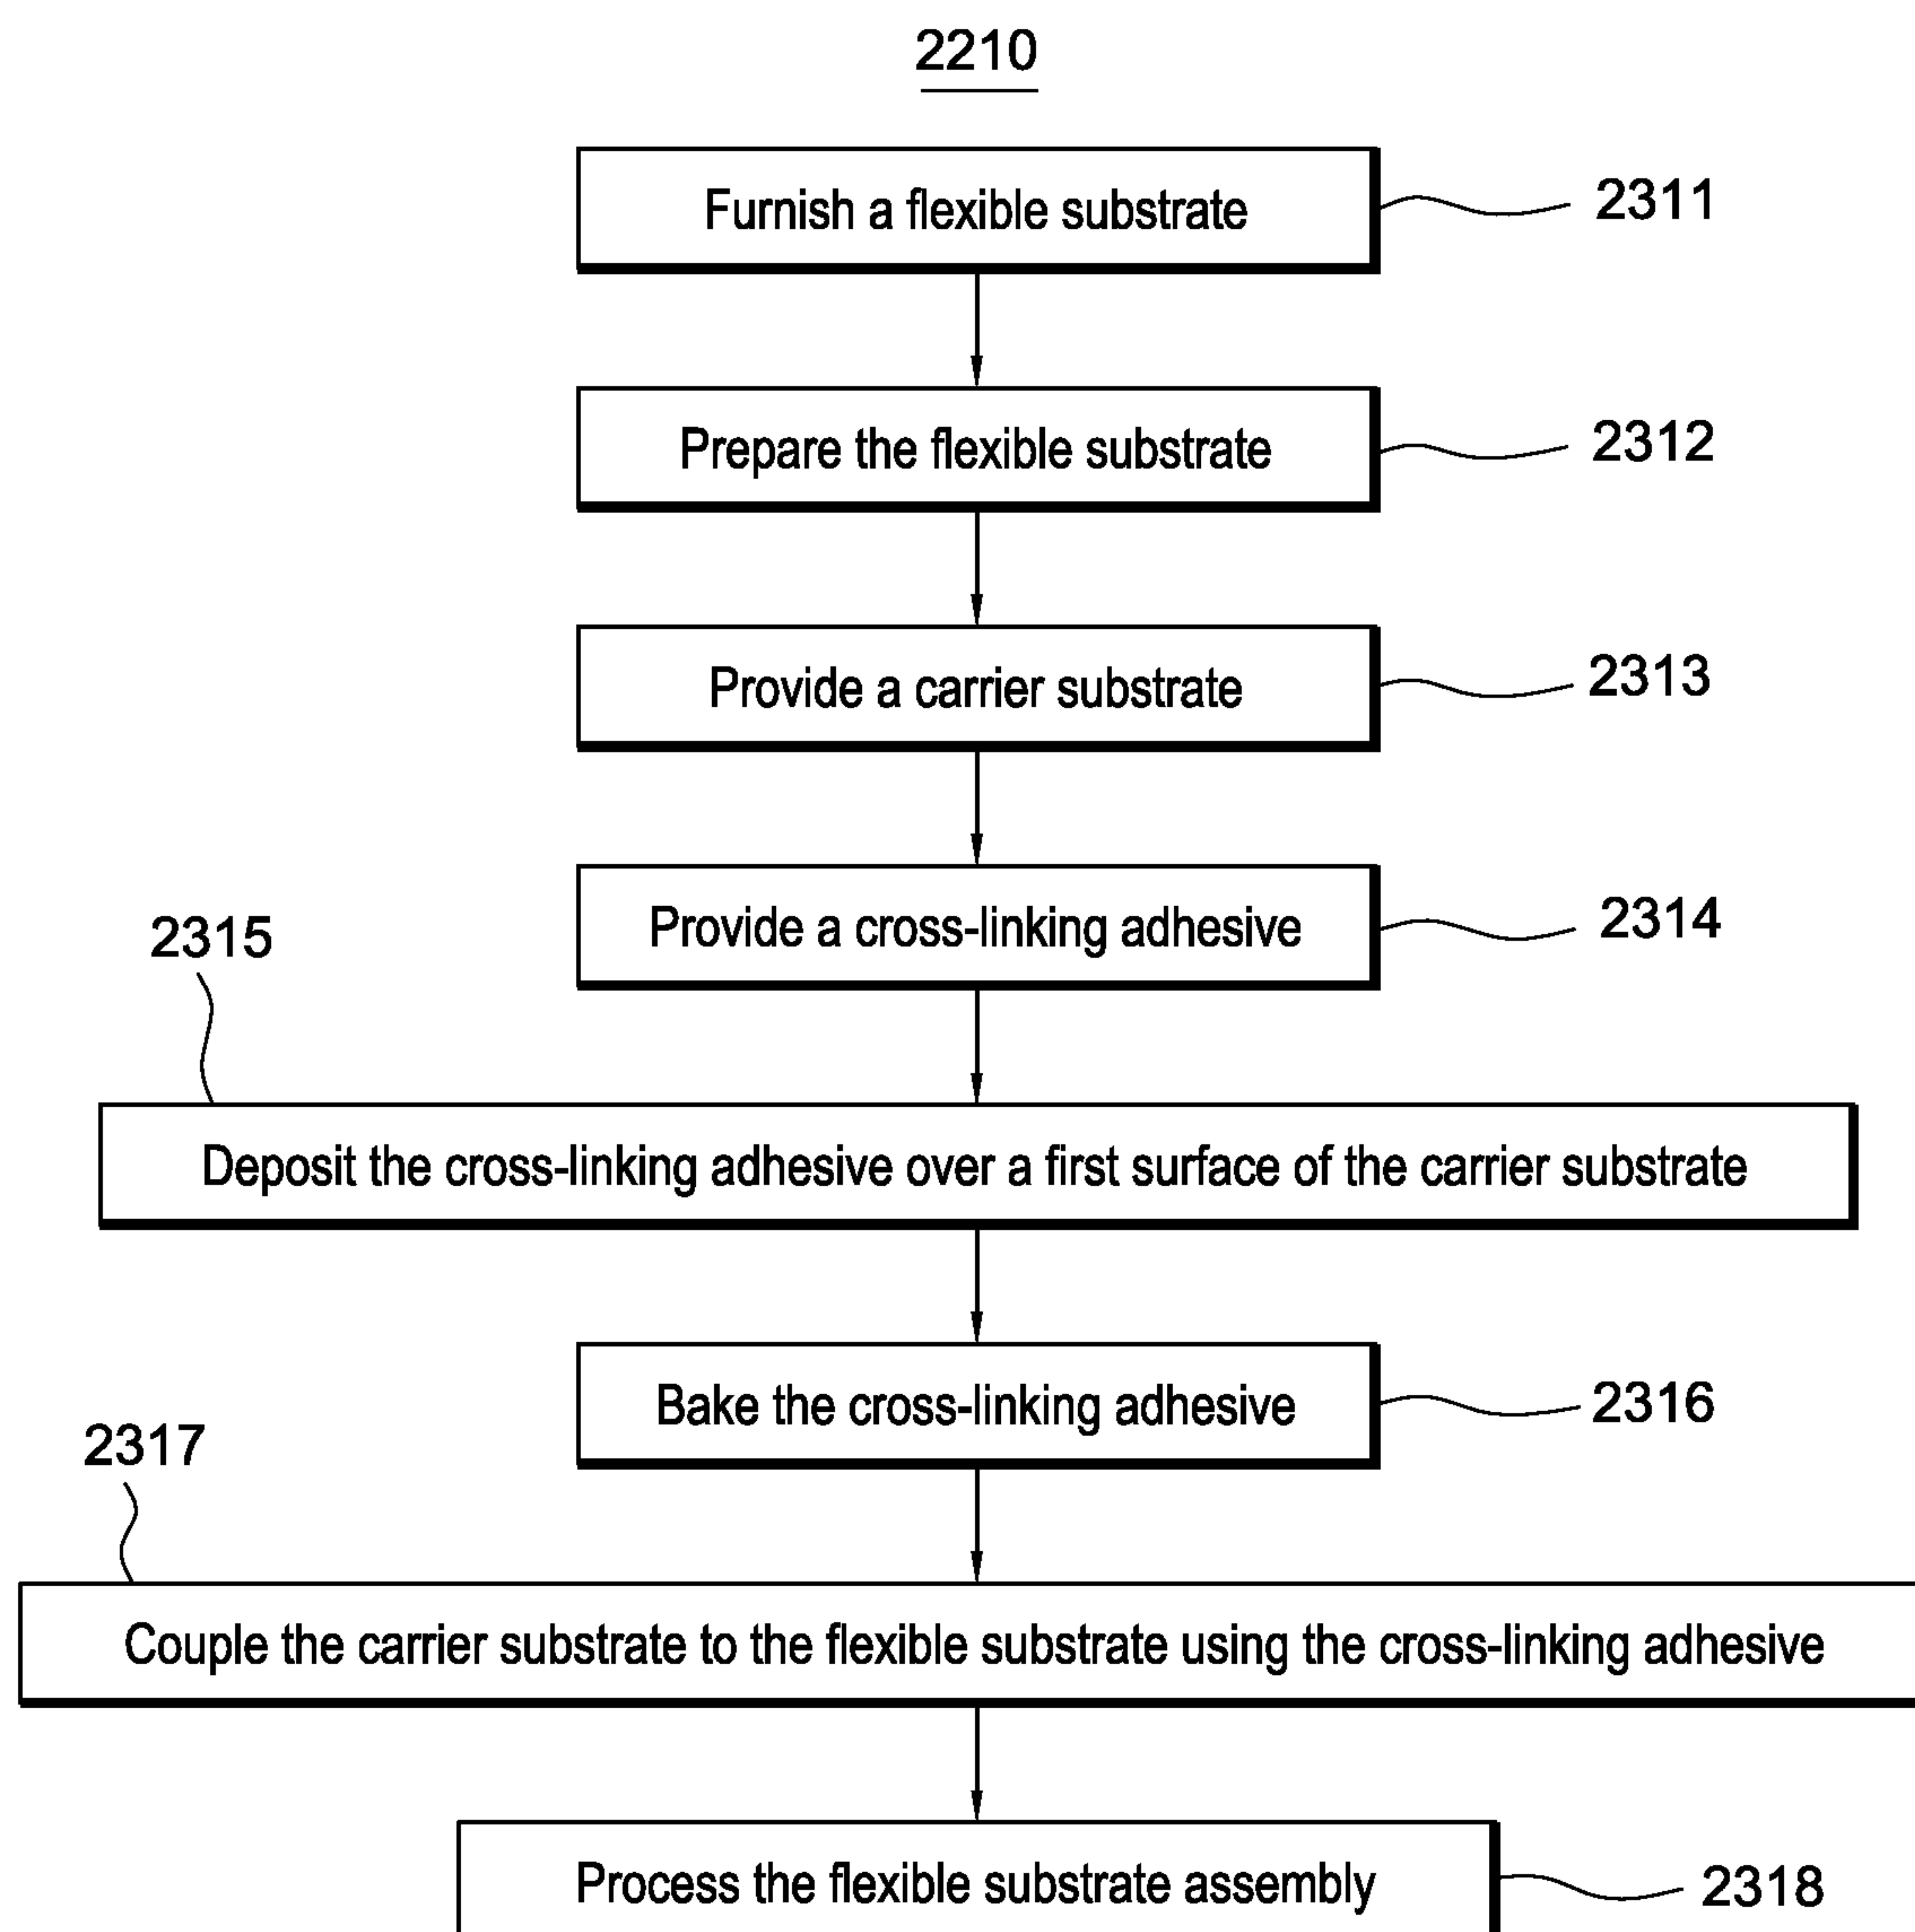 2210
Furnish a flexible substrate
2311
Prepare the flexible substrate
2312
Provide a carrier substrate
2313
Provide a cross-linking adhesive
2314
2315
Deposit the cross-linking adhesive over a first surface of the carrier substrate
Bake the cross-linking adhesive
2316
2317
Couple the carrier substrate to the flexible substrate using the cross-linking adhesive
Process the flexible substrate assembly
2318